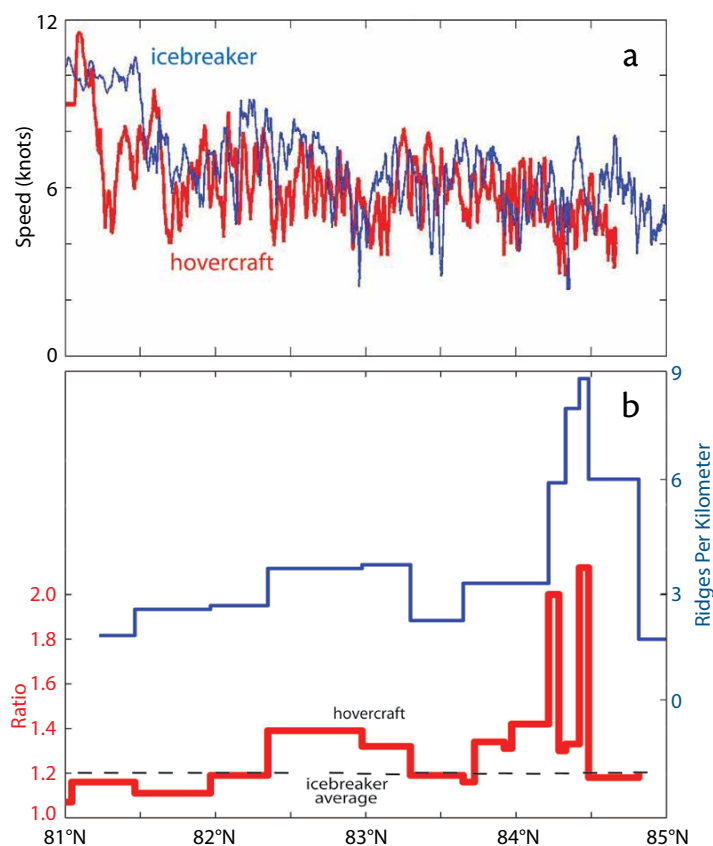 12
a
icebreaker
Speed (knots)
6
hovercraft
0
9
b
6
Ridges Per Kilometer
3
0
2.0
1.8
1.6
Ratio
1.4
1.2
1.0
hovercraft
icebreaker
average
81°N
82°N
83°N
84°N
85°N